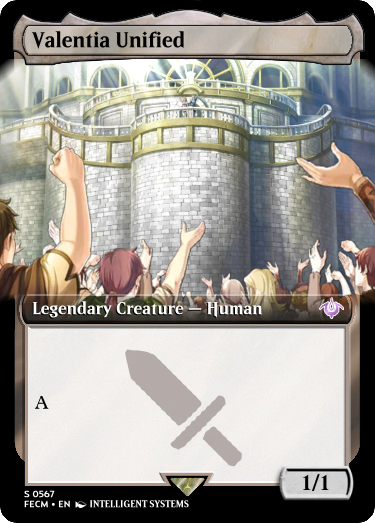 Valentia Unified
Legendary Creature — Human
A
1/1
S 0567
FECM • EN INTELLIGENT SYSTEMS